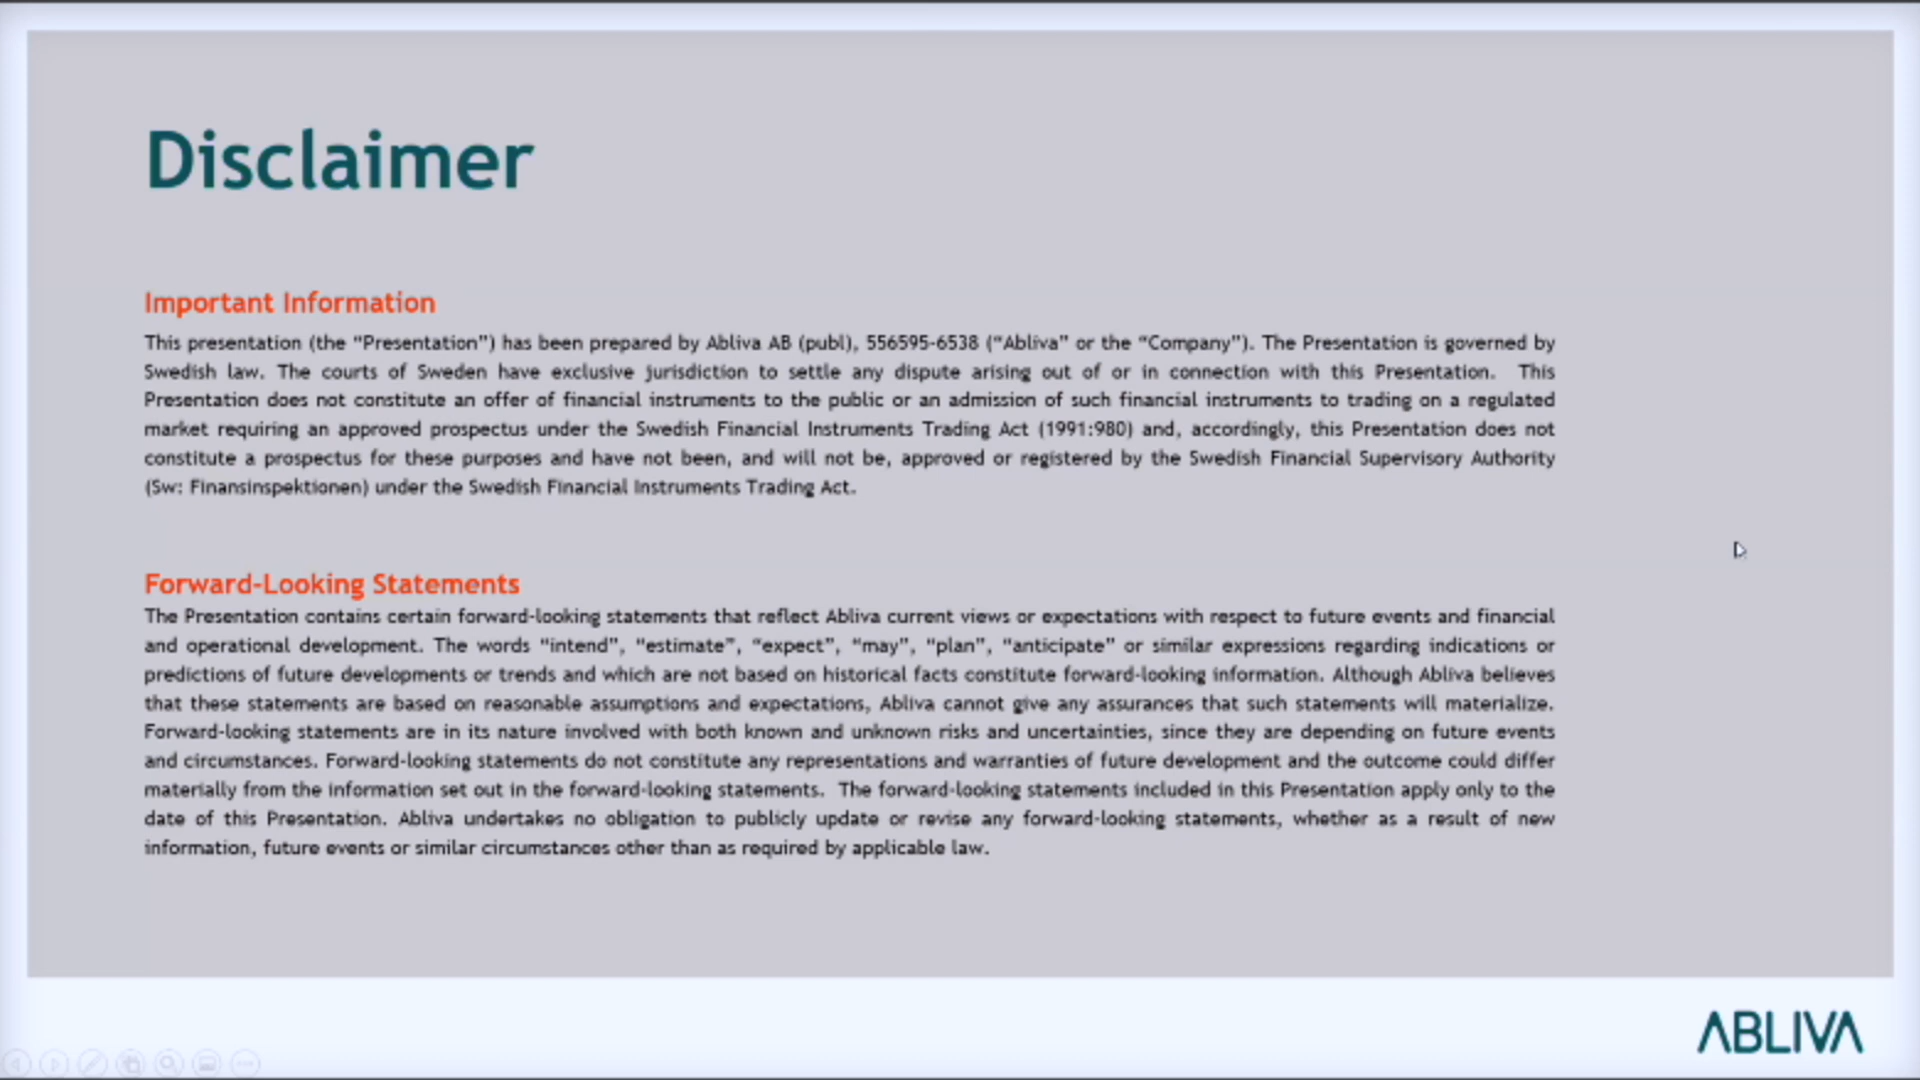 Disclaimer
Important Information
This presentation (the “Presentation”) has been prepared by Abliva AB (publ), 556595-6538 (“Abliva” or the “Company”). The Presentation is governed by
Swedish law. The courts of Sweden have exclusive jurisdiction to settle any dispute arising out of or in connection with this Presentation. This
Presentation does not constitute an offer of financial instruments to the public or an admission of such financial instruments to trading on a regulated
market requiring an approved prospectus under the Swedish Financial Instruments Trading Act (1991:980) and, accordingly, this Presentation does not
constitute a prospectus for these purposes and have not been, and will not be, approved or registered by the Swedish Financial Supervisory Authority
(Sw: Finansinspektionen) under the Swedish Financial Instruments Trading Act.
Forward-Looking Statements
The Presentation contains certain forward-looking statements that reflect Abliva current views or expectations with respect to future events and financial
and operational development. The words “intend”, “estimate”, “expect”, “may”, “plan”, “anticipate” or similar expressions regarding indications or
predictions of future developments or trends and which are not based on historical facts constitute forward-looking information. Although Abliva believes
that these statements are based on reasonable assumptions and expectations, Abliva cannot give any assurances that such statements will materialize.
Forward-looking statements are in its nature involved with both known and unknown risks and uncertainties, since they are depending on future events
and circumstances. Forward-looking statements do not constitute any representations and warranties of future development and the outcome could differ
materially from the information set out in the forward-looking statements. The forward-looking statements included in this Presentation apply only to the
date of this Presentation. Abliva undertakes no obligation to publicly update or revise any forward-looking statements, whether as a result of new
information, future events or similar circumstances other than as required by applicable law.
ABLIVA